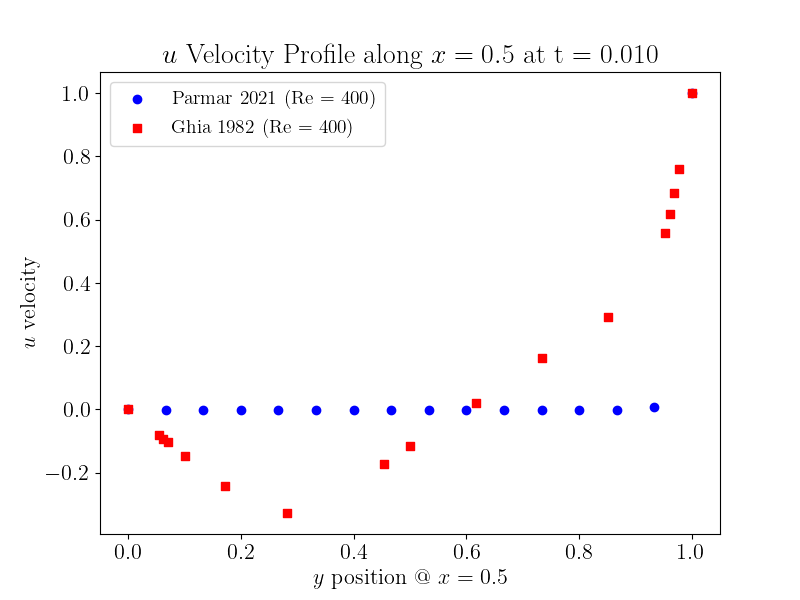 u Velocity Profile along x = 0.5 at t = 0.010
Parmar 2021 (Re = 400)
Ghia 1982 (Re = 400)
1.0
0.8
0.6
0.4
0.2
0.0
−0.2
u velocity
0.0 0.2 0.4 0.6 0.8 1.0
y position @ x = 0.5